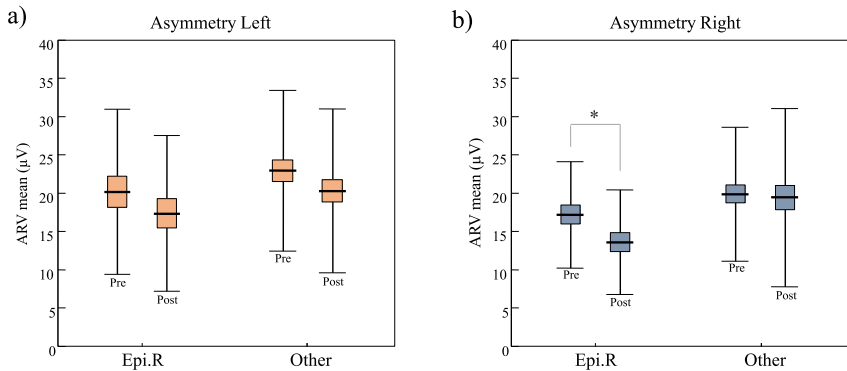 a)
Asymmetry Left
ARV mean (µV)
40
35
30
25
20
15
10
5
0
Pre
Post
Pre
Post
Epi.R
Other
b)
Asymmetry Right
ARV mean (µV)
40
35
30
25
20
15
10
5
0
*
Pre
Post
Pre
Post
Epi.R
Other